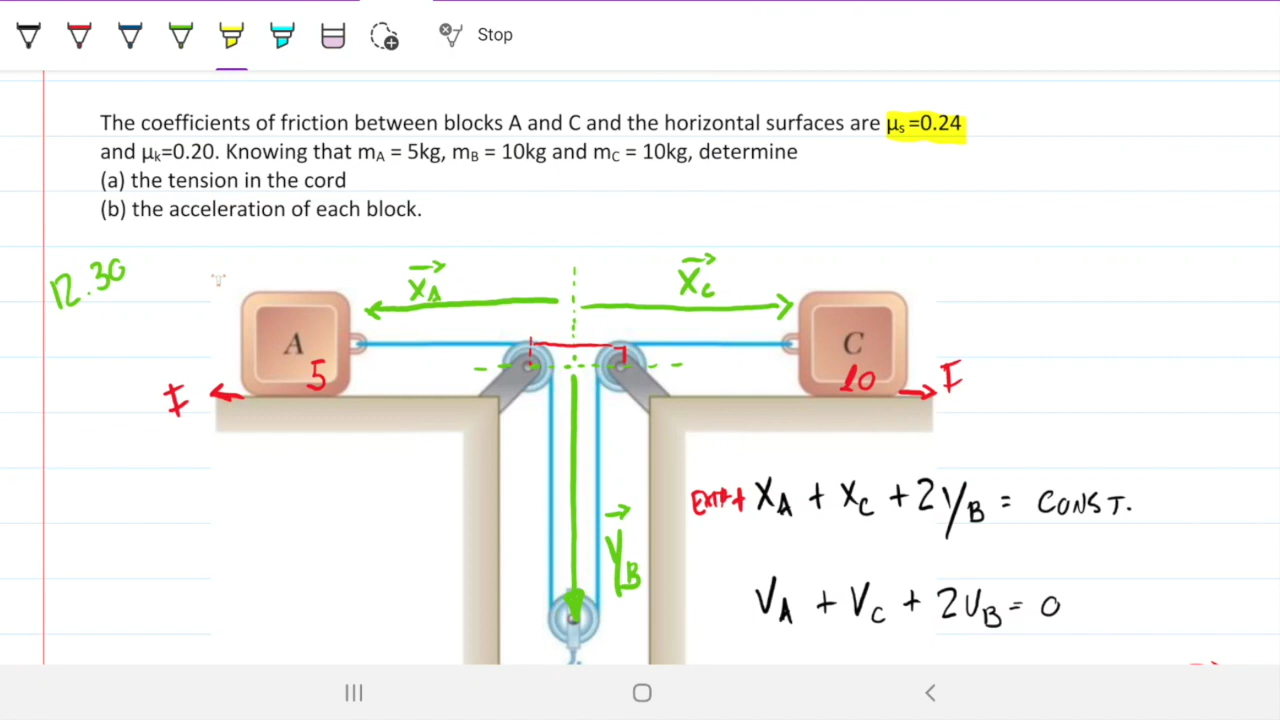 Stop
The coefficients of friction between blocks A and C and the horizontal surfaces are μs =0.24
and μk=0.20. Knowing that mA = 5kg, mB = 10kg and mC = 10kg, determine
(a) the tension in the cord
(b) the acceleration of each block.
12.30
XA
XC
A
5
C
10
F
F
YB
XA + XC + 2YB = CONST.
VA + VC + 2VB = 0